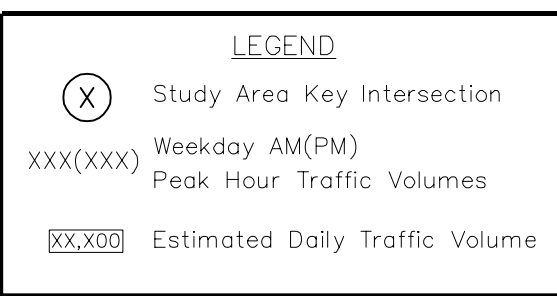 LEGEND
X Study Area Key Intersection
XXX(XXX) Weekday AM(PM)
Peak Hour Traffic Volumes
XX,X00 Estimated Daily Traffic Volume